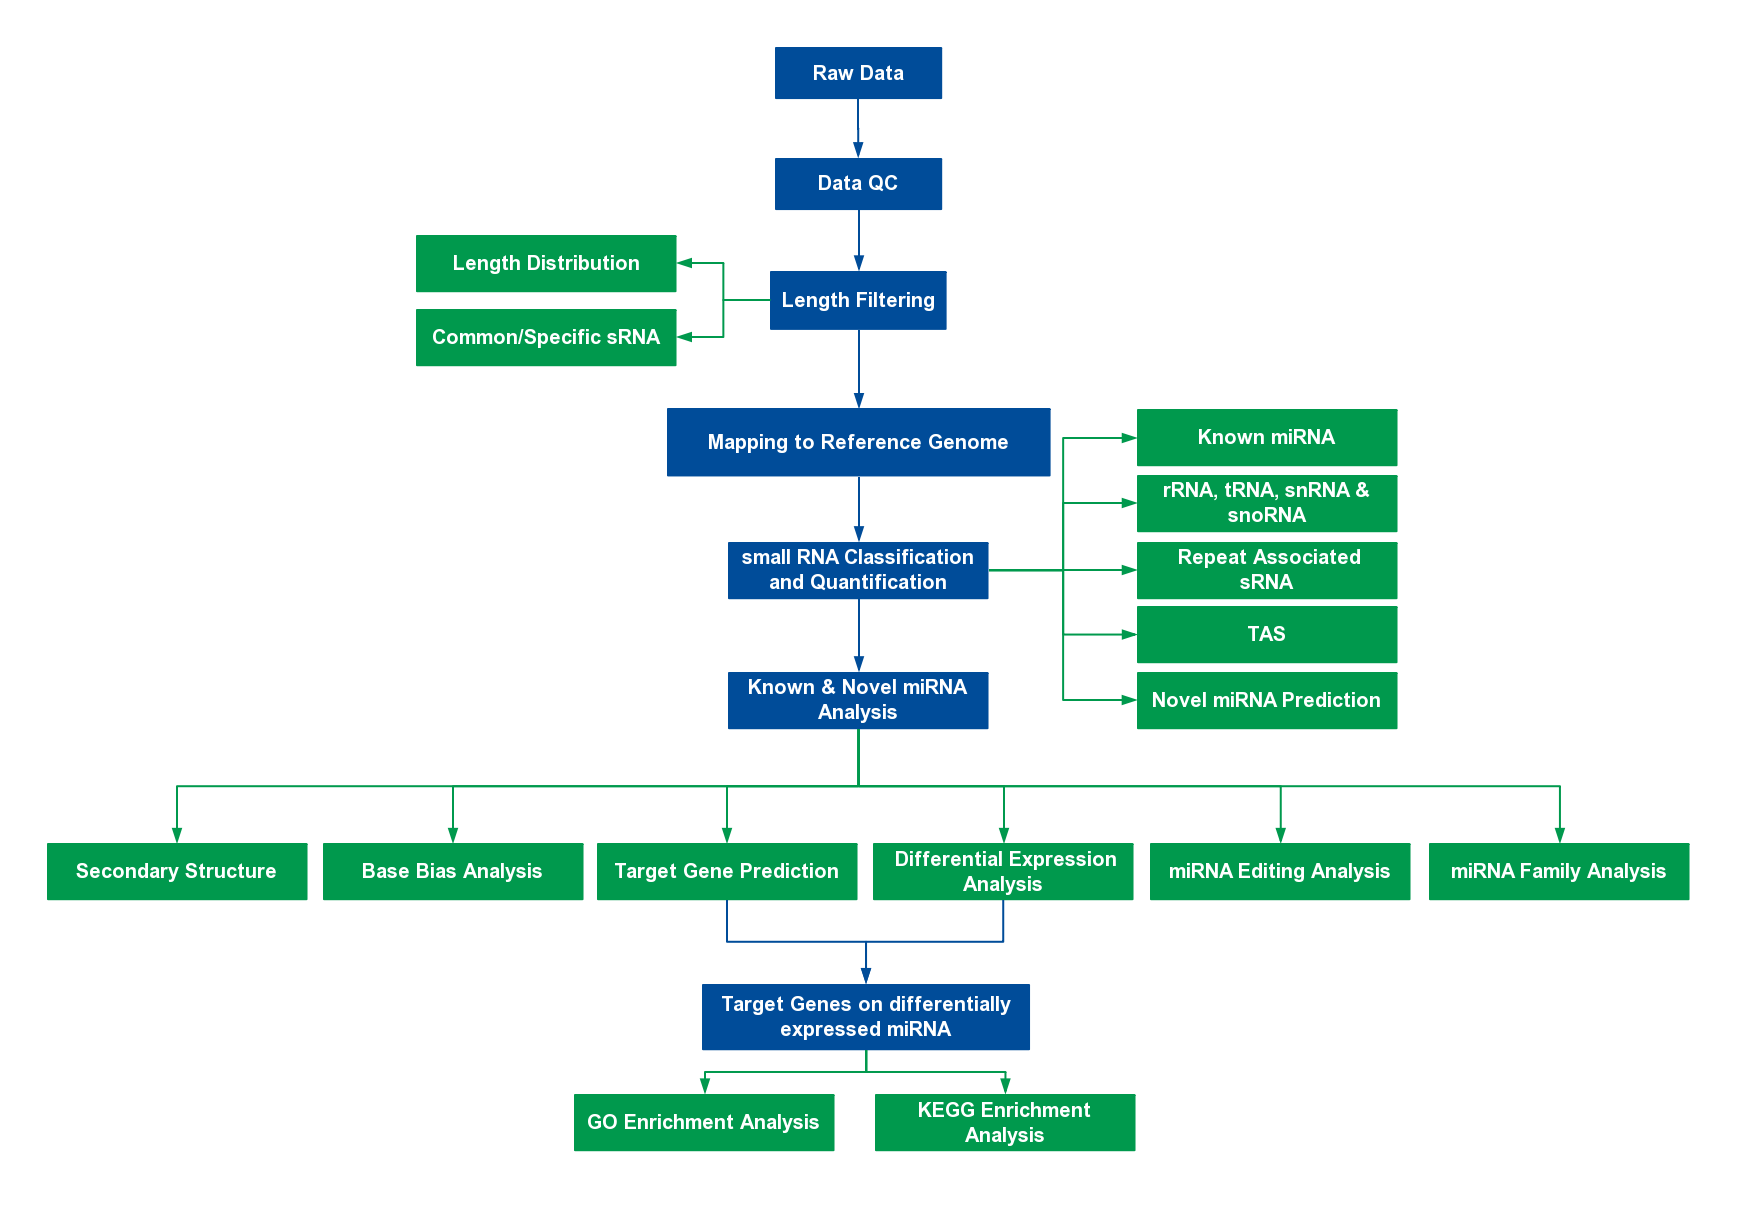 Raw Data
Data QC
Length Distribution
Length Filtering
Common/Specific sRNA
Mapping to Reference Genome
Known miRNA
rRNA, tRNA, snRNA &
snoRNA
small RNA Classification
and Quantification
Repeat Associated
sRNA
TAS
Known & Novel miRNA
Analysis
Novel miRNA Prediction
Secondary Structure
Base Bias Analysis
Target Gene Prediction
Differential Expression
Analysis
miRNA Editing Analysis
miRNA Family Analysis
Target Genes on differentially
expressed miRNA
GO Enrichment Analysis
KEGG Enrichment
Analysis